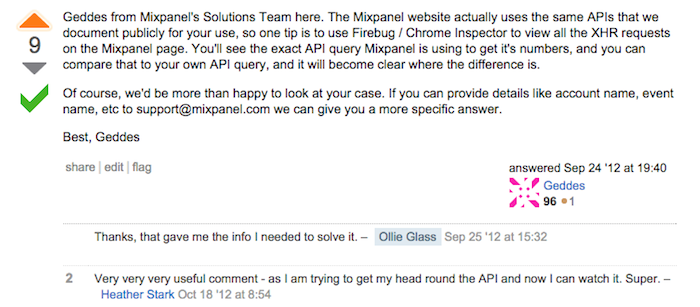 Geddes from Mixpanel's Solutions Team here. The Mixpanel website actually uses the same APIs that we
document publicly for your use, so one tip is to use Firebug / Chrome Inspector to view all the XHR requests
on the Mixpanel page. You'll see the exact API query Mixpanel is using to get it's numbers, and you can
compare that to your own API query, and it will become clear where the difference is.
9
Of course, we'd be more than happy to look at your case. If you can provide details like account name, event
name, etc to support@mixpanel.com we can give you a more specific answer.
Best, Geddes
share | edit | flag
answered Sep 24 '12 at 19:40
Geddes
96 ●1
Thanks, that gave me the info I needed to solve it. – Ollie Glass Sep 25 '12 at 15:32
2 Very very very useful comment - as I am trying to get my head round the API and now I can watch it. Super. –
Heather Stark Oct 18 '12 at 8:54